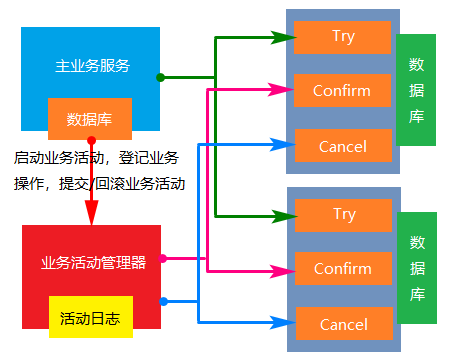 主业务服务
数据库
启动业务活动，登记业务
操作，提交/回滚业务活动
业务活动管理器
活动日志
Try
Confirm
Cancel
数
据
库
Try
Confirm
Cancel
数
据
库